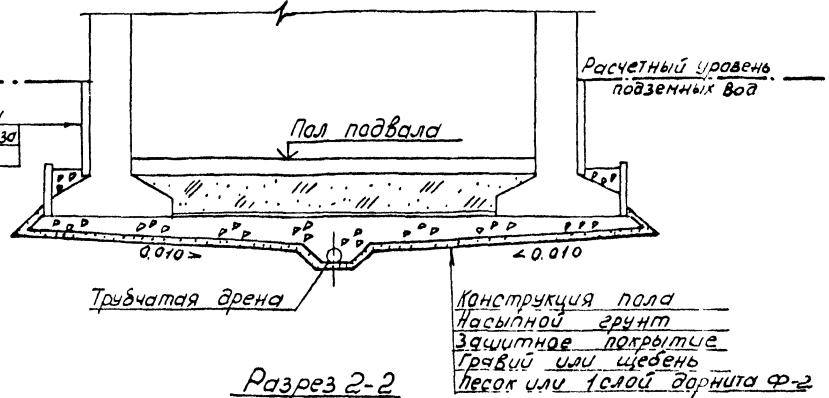 Расчетный уровень
подземных вод
за
Пол подвала
0.010 >
< 0.010
Трубчатая дрена
Конструкция пола
Насыпной грунт
Защитное покрытие
Гравий или щебень
Песок или 1 слой дорнита Ф-2
Разрез 2-2